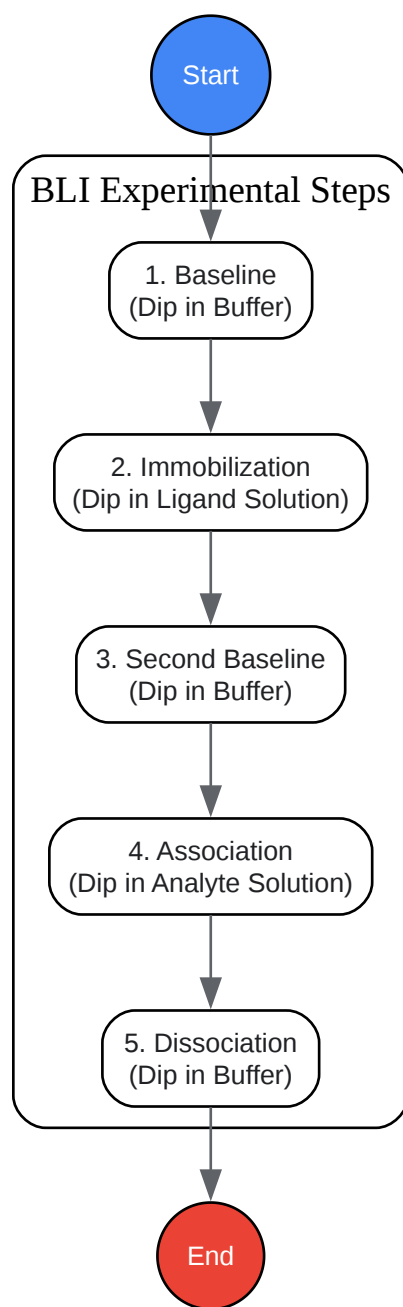 Start
BLI Experimental Steps
1. Baseline
(Dip in Buffer)
2. Immobilization
(Dip in Ligand Solution)
3. Second Baseline
(Dip in Buffer)
4. Association
(Dip in Analyte Solution)
5. Dissociation
(Dip in Buffer)
End